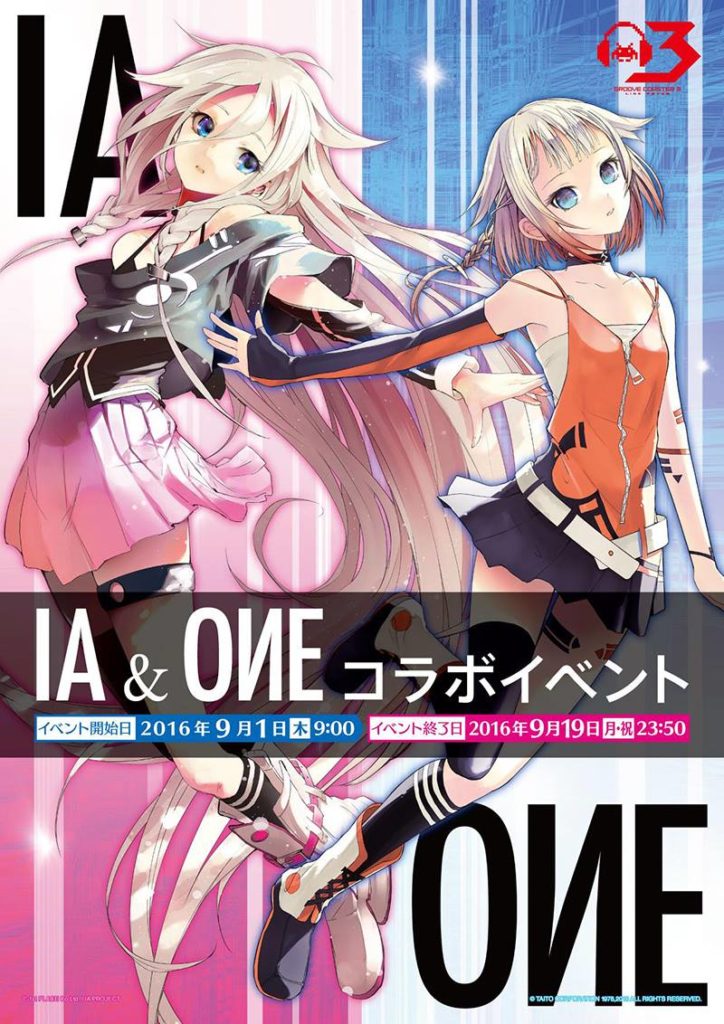 IA
3
GROOVE COASTER 3
IA & ONE コラボイベント
イベント開始日 2016年9月1日 木 9:00 イベント終了日 2016年9月19日 月・祝 23:50
ONE
© TAITO CORPORATION 1978,2016 ALL RIGHTS RESERVED.